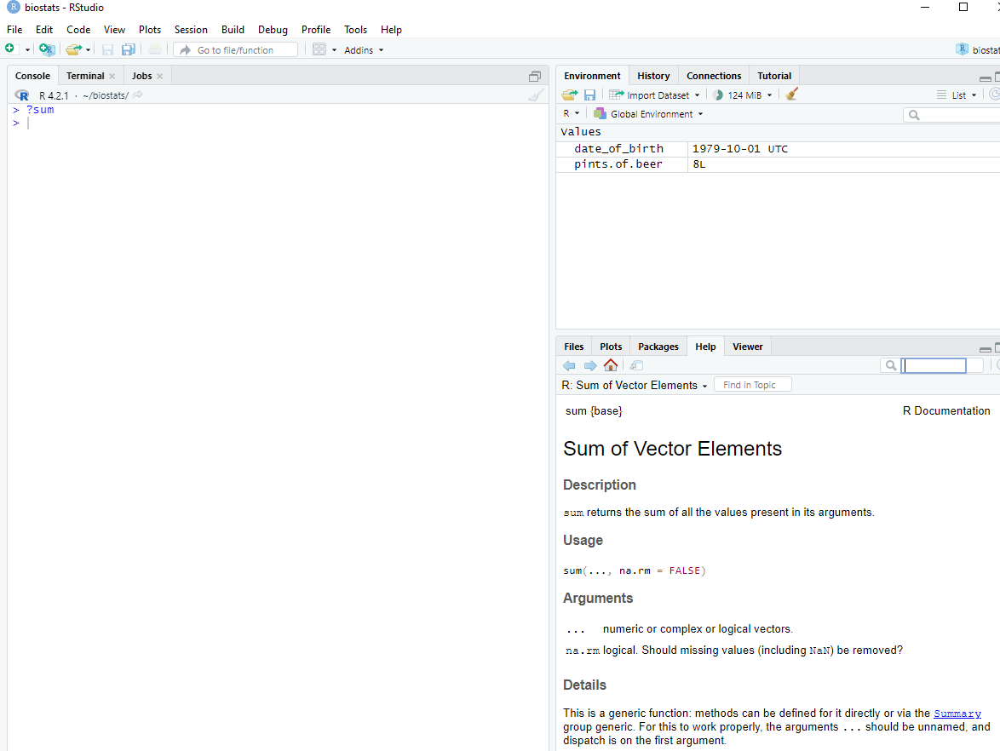 biostats - RStudio
File Edit Code View Plots Session Build Debug Profile Tools Help
Go to file/function Addins
Console Terminal Jobs
R 4.2.1 · ~/biostats/
> ?sum
>
Environment History Connections Tutorial
Import Dataset 124 MiB List
R Global Environment
Values
date_of_birth 1979-10-01 UTC
pints.of.beer 8L
Files Plots Packages Help Viewer
R: Sum of Vector Elements Find in Topic
sum {base} R Documentation
Sum of Vector Elements
Description
sum returns the sum of all the values present in its arguments.
Usage
sum(..., na.rm = FALSE)
Arguments
... numeric or complex or logical vectors.
na.rm logical. Should missing values (including NaN) be removed?
Details
This is a generic function: methods can be defined for it directly or via the Summary
group generic. For this to work properly, the arguments ... should be unnamed, and
dispatch is on the first argument.